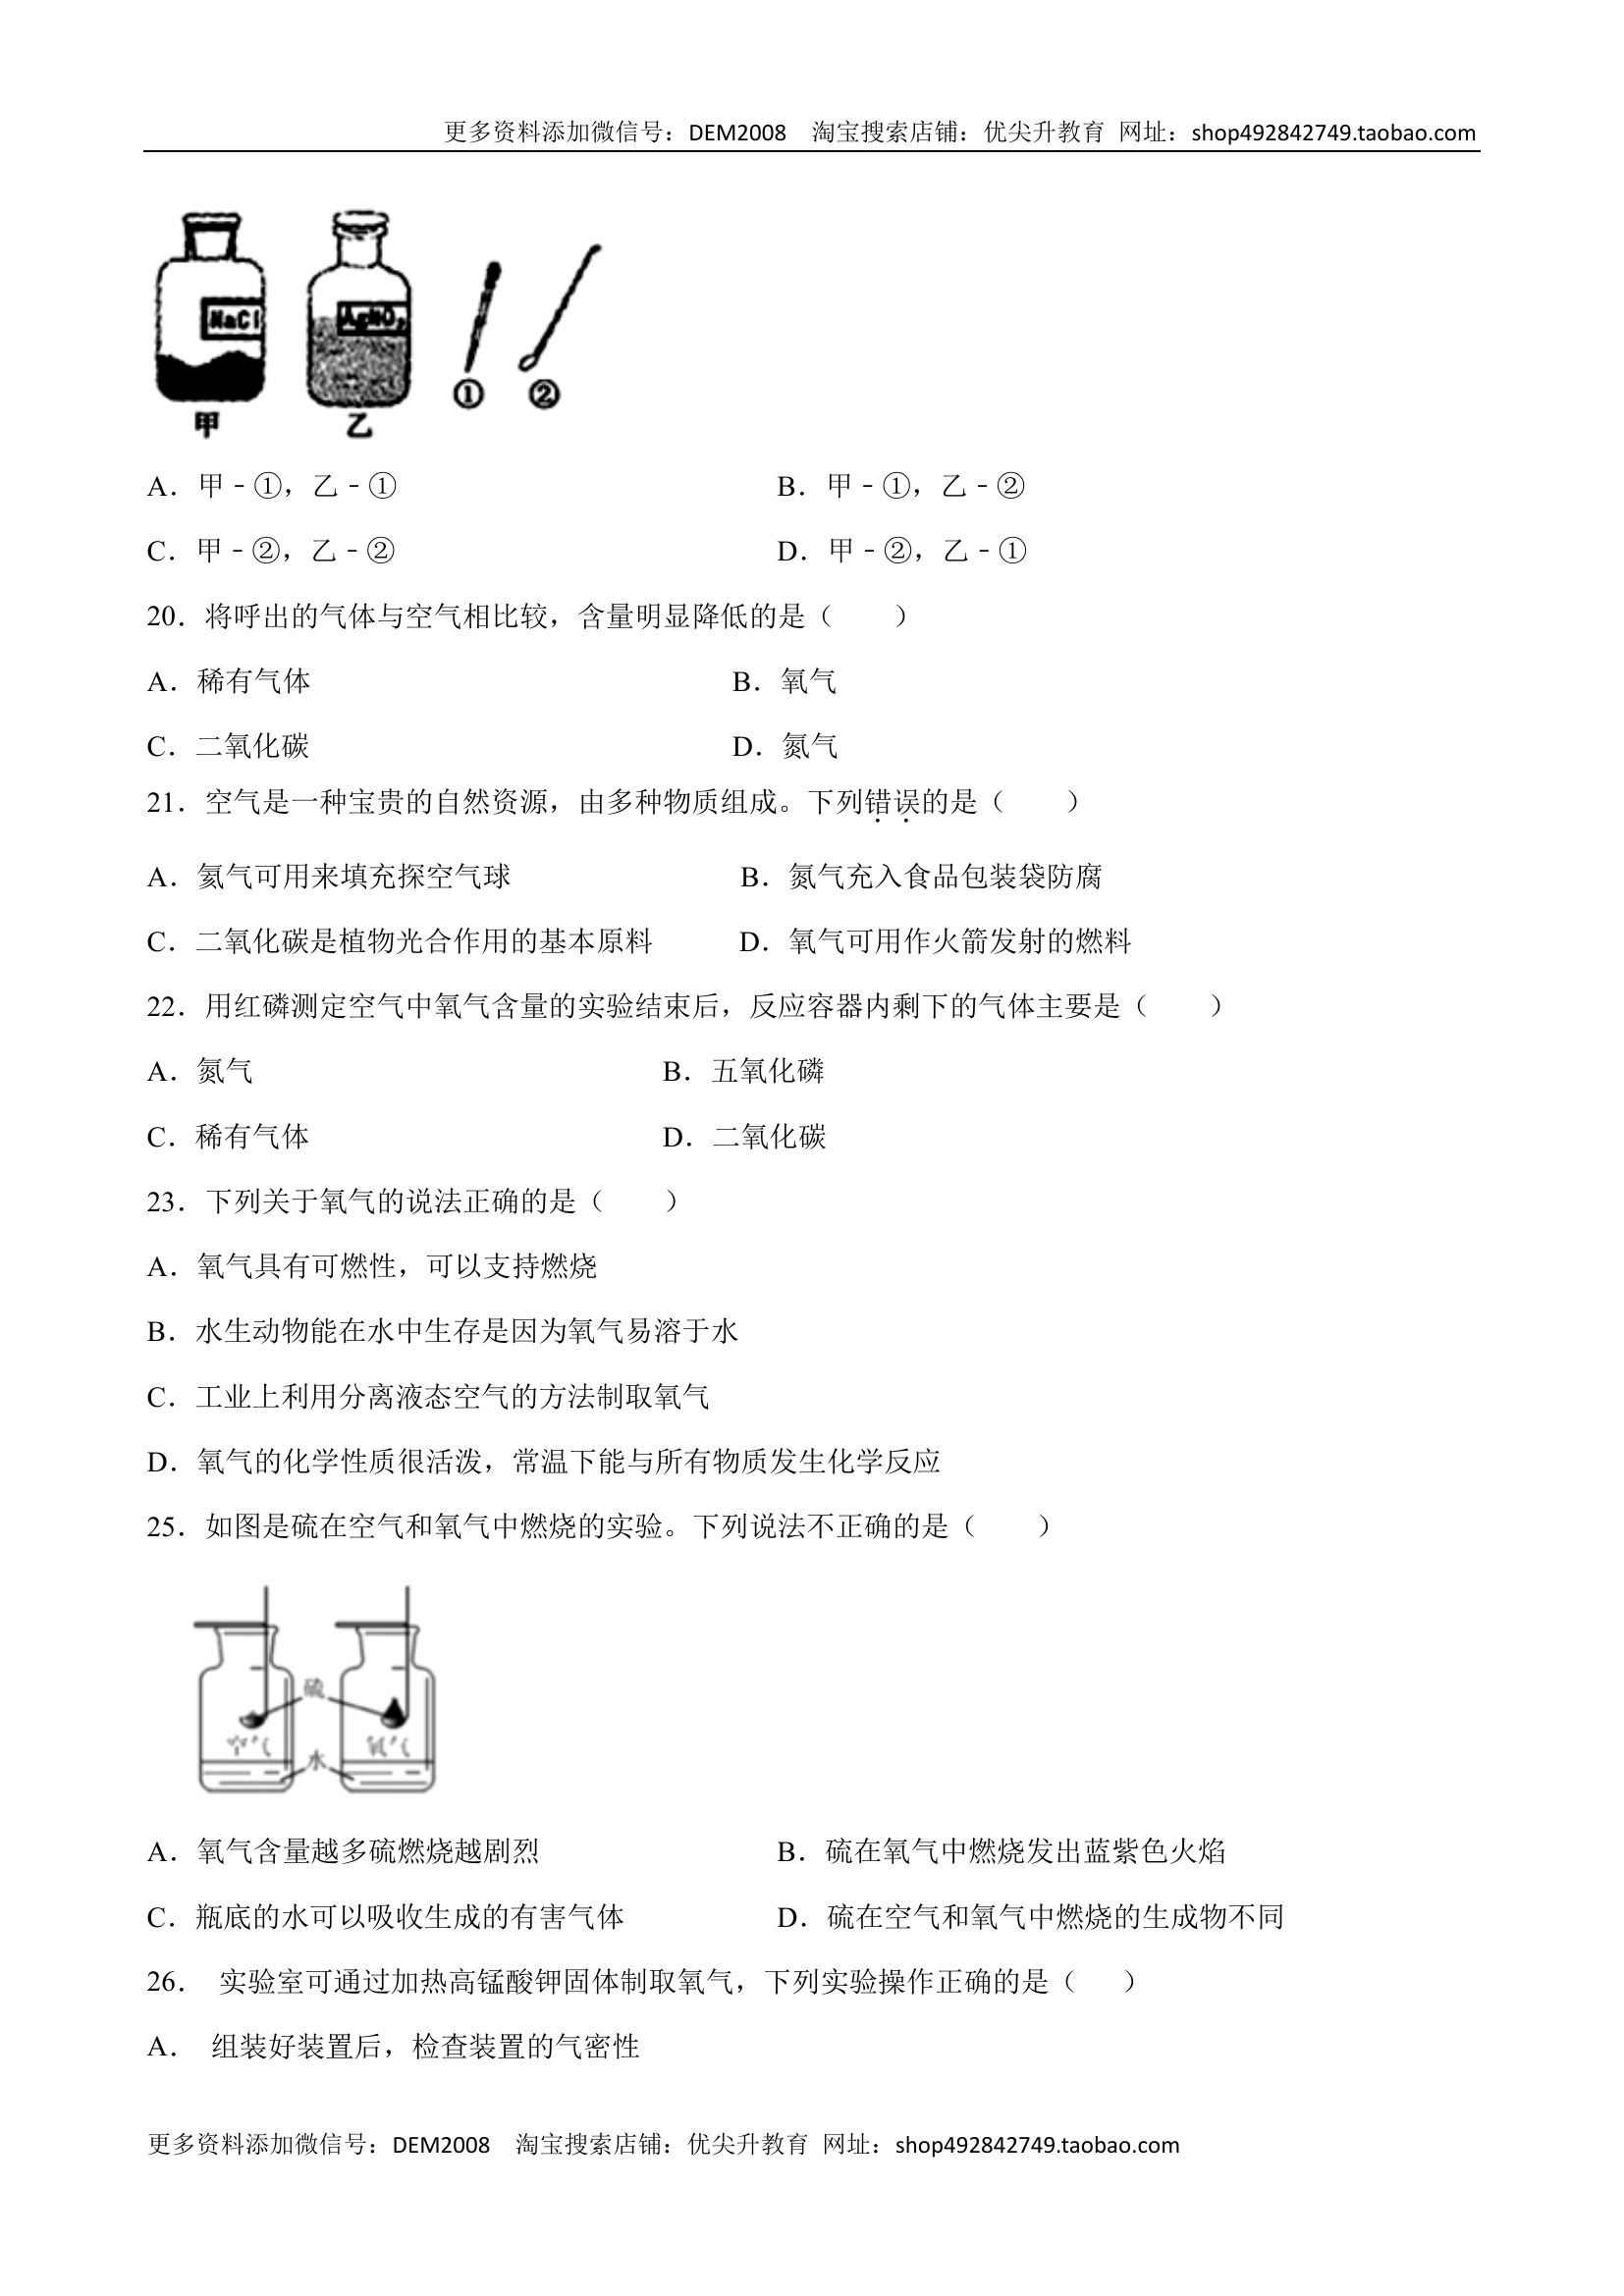 更多资料添加微信号：DEM2008  淘宝搜索店铺：优尖升教育 网址：shop492842749.taobao.com
NaCl
AgNO3
甲 乙 ① ②
A．甲﹣①，乙﹣① B．甲﹣①，乙﹣②
C．甲﹣②，乙﹣② D．甲﹣②，乙﹣①
20．将呼出的气体与空气相比较，含量明显降低的是（  ）
A．稀有气体 B．氧气
C．二氧化碳 D．氮气
21．空气是一种宝贵的自然资源，由多种物质组成。下列错误的是（  ）
A．氦气可用来填充探空气球 B．氮气充入食品包装袋防腐
C．二氧化碳是植物光合作用的基本原料 D．氧气可用作火箭发射的燃料
22．用红磷测定空气中氧气含量的实验结束后，反应容器内剩下的气体主要是（  ）
A．氮气 B．五氧化磷
C．稀有气体 D．二氧化碳
23．下列关于氧气的说法正确的是（  ）
A．氧气具有可燃性，可以支持燃烧
B．水生动物能在水中生存是因为氧气易溶于水
C．工业上利用分离液态空气的方法制取氧气
D．氧气的化学性质很活泼，常温下能与所有物质发生化学反应
25．如图是硫在空气和氧气中燃烧的实验。下列说法不正确的是（  ）
硫
空气 氧气
水
A．氧气含量越多硫燃烧越剧烈 B．硫在氧气中燃烧发出蓝紫色火焰
C．瓶底的水可以吸收生成的有害气体 D．硫在空气和氧气中燃烧的生成物不同
26． 实验室可通过加热高锰酸钾固体制取氧气，下列实验操作正确的是（  ）
A． 组装好装置后，检查装置的气密性
更多资料添加微信号：DEM2008  淘宝搜索店铺：优尖升教育 网址：shop492842749.taobao.com